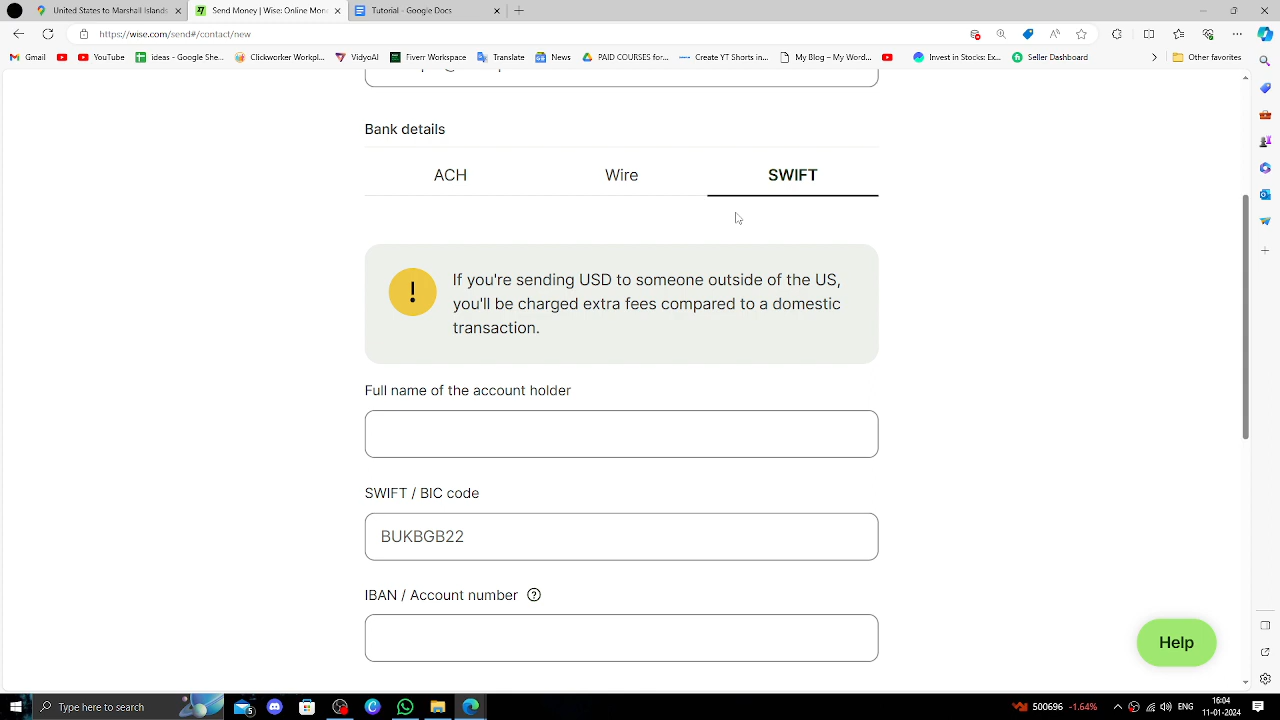 United States to Marshall Islands
Send Money | Wise: Online Mone
Tutorial - Google Docs
https://wise.com/send#/contact/new
Gmail
YouTube
ideas - Google She...
Clickworker Workpl...
VidyoAI
Fiverr Workspace
Translate
News
PAID COURSES for...
Create YT Shorts in...
My Blog – My Word...
Invest in Stocks: Ex...
Seller Dashboard
Other favorites
Bank details
ACH
Wire
SWIFT
If you're sending USD to someone outside of the US,
you'll be charged extra fees compared to a domestic
transaction.
Full name of the account holder
SWIFT / BIC code
BUKBGB22
IBAN / Account number
Help
Type here to search
5
500696 -1.64%
ENG
16:04
11-01-2024